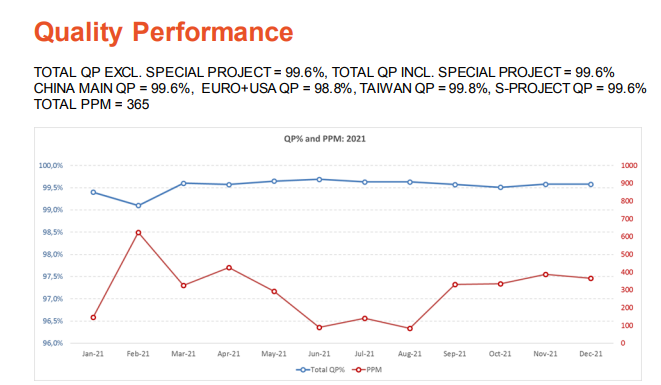 Quality Performance
TOTAL QP EXCL. SPECIAL PROJECT = 99.6%, TOTAL QP INCL. SPECIAL PROJECT = 99.6%
CHINA MAIN QP = 99.6%, EURO+USA QP = 98.8%, TAIWAN QP = 99.8%, S-PROJECT QP = 99.6%
TOTAL PPM = 365
QP% and PPM: 2021
100,0% 1000
99,5% 900
99,0% 800
98,5% 700
98,0% 600
97,5% 500
97,0% 400
96,5% 300
96,0% 200
100
0
Jan-21 Feb-21 Mar-21 Apr-21 May-21 Jun-21 Jul-21 Aug-21 Sep-21 Oct-21 Nov-21 Dec-21
Total QP% PPM